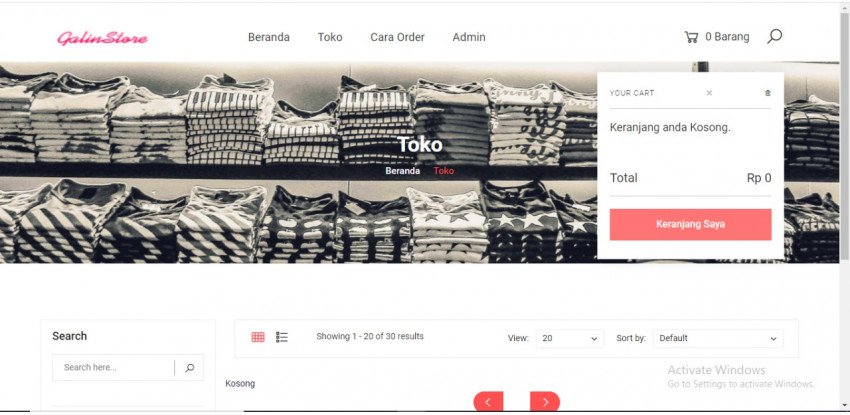 GalinStore
Beranda Toko Cara Order Admin 0 Barang
YOUR CART
Keranjang anda Kosong.
Total Rp 0
Keranjang Saya
Toko
Beranda Toko
Search
Search here...
Showing 1 - 20 of 30 results View: 20 Sort by: Default
Kosong
Activate Windows
Go to Settings to activate Windows.